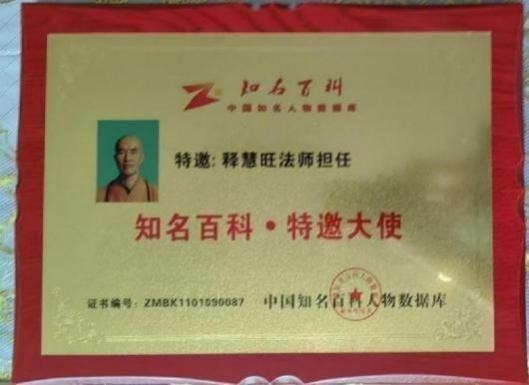 知名百科
中国知名人物数据库
特邀: 释慧旺法师担任
知名百科·特邀大使
证书编号: ZMBK1101090087
中国知名百科人物数据库